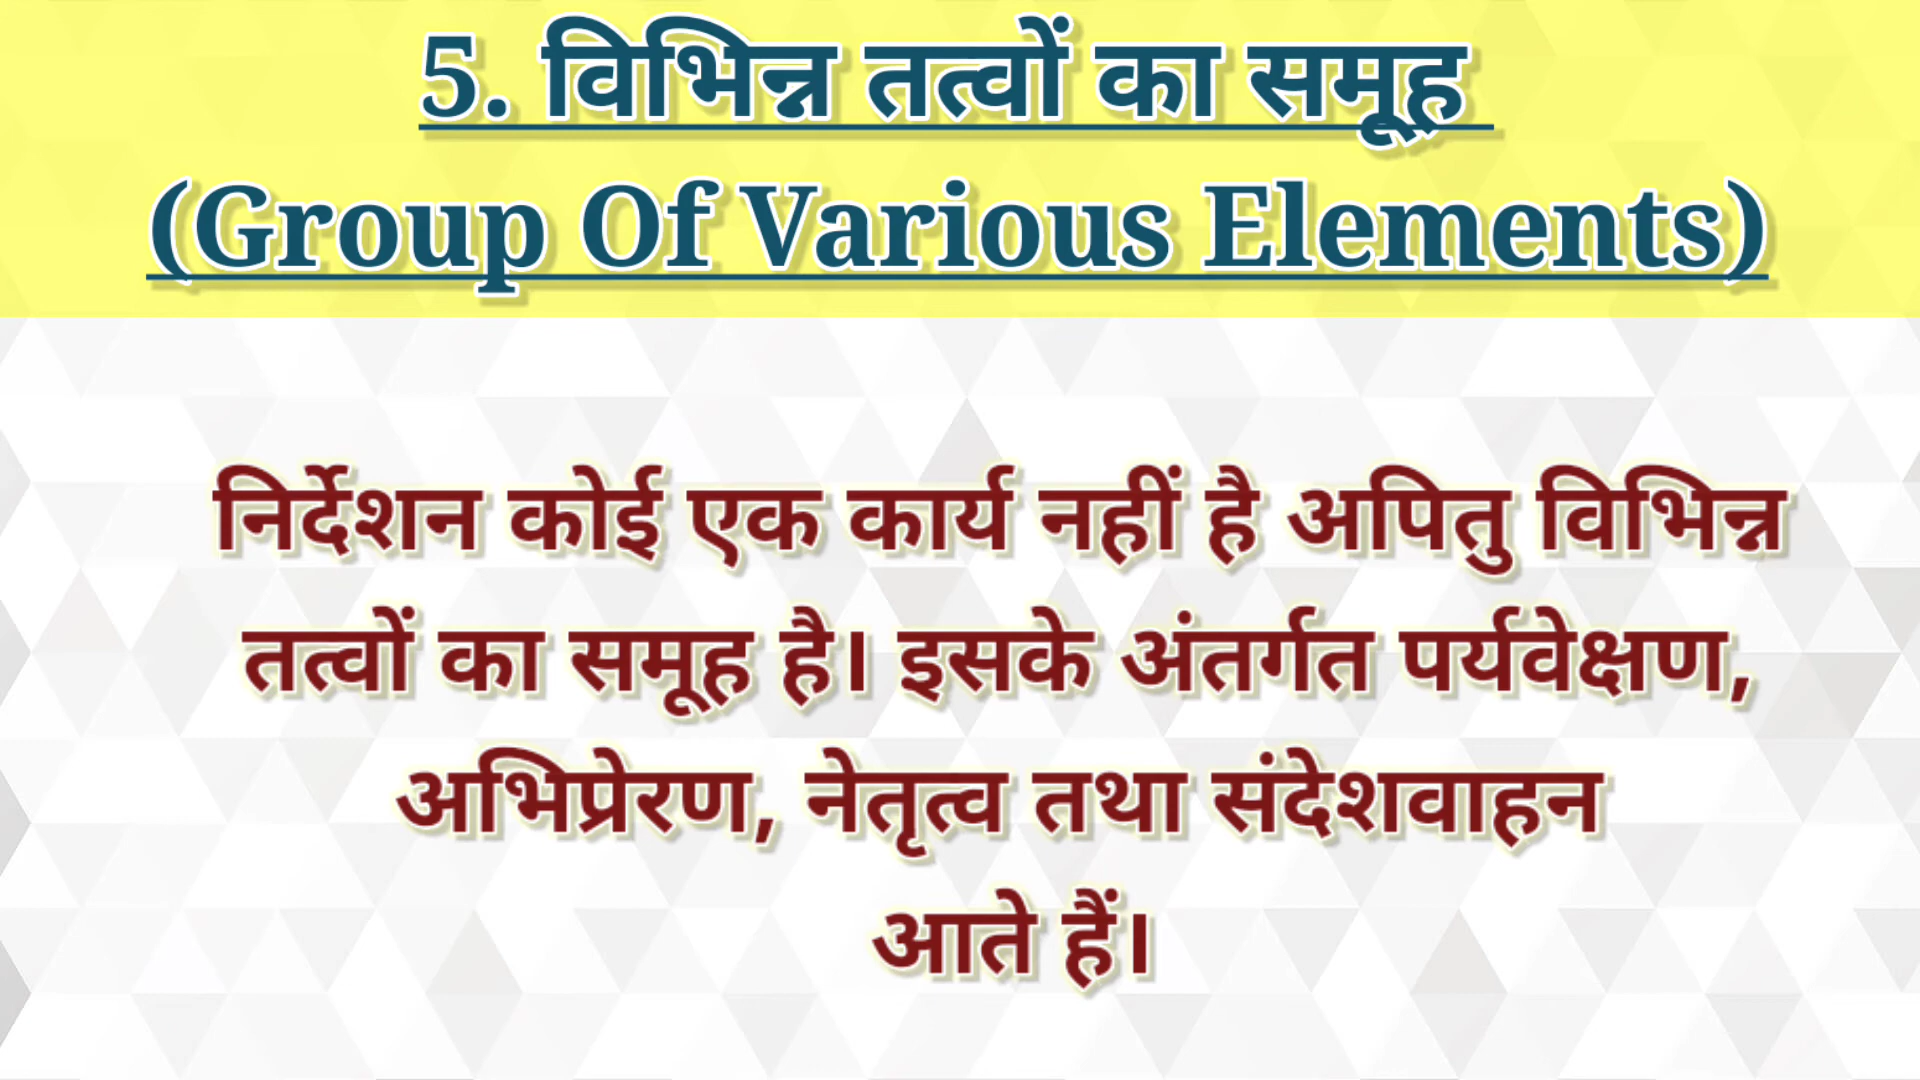 5. विभिन्न तत्वों का समूह
(Group Of Various Elements)
निर्देशन कोई एक कार्य नहीं है अपितु विभिन्न
तत्वों का समूह है। इसके अंतर्गत पर्यवेक्षण,
अभिप्रेरण, नेतृत्व तथा संदेशवाहन
आते हैं।